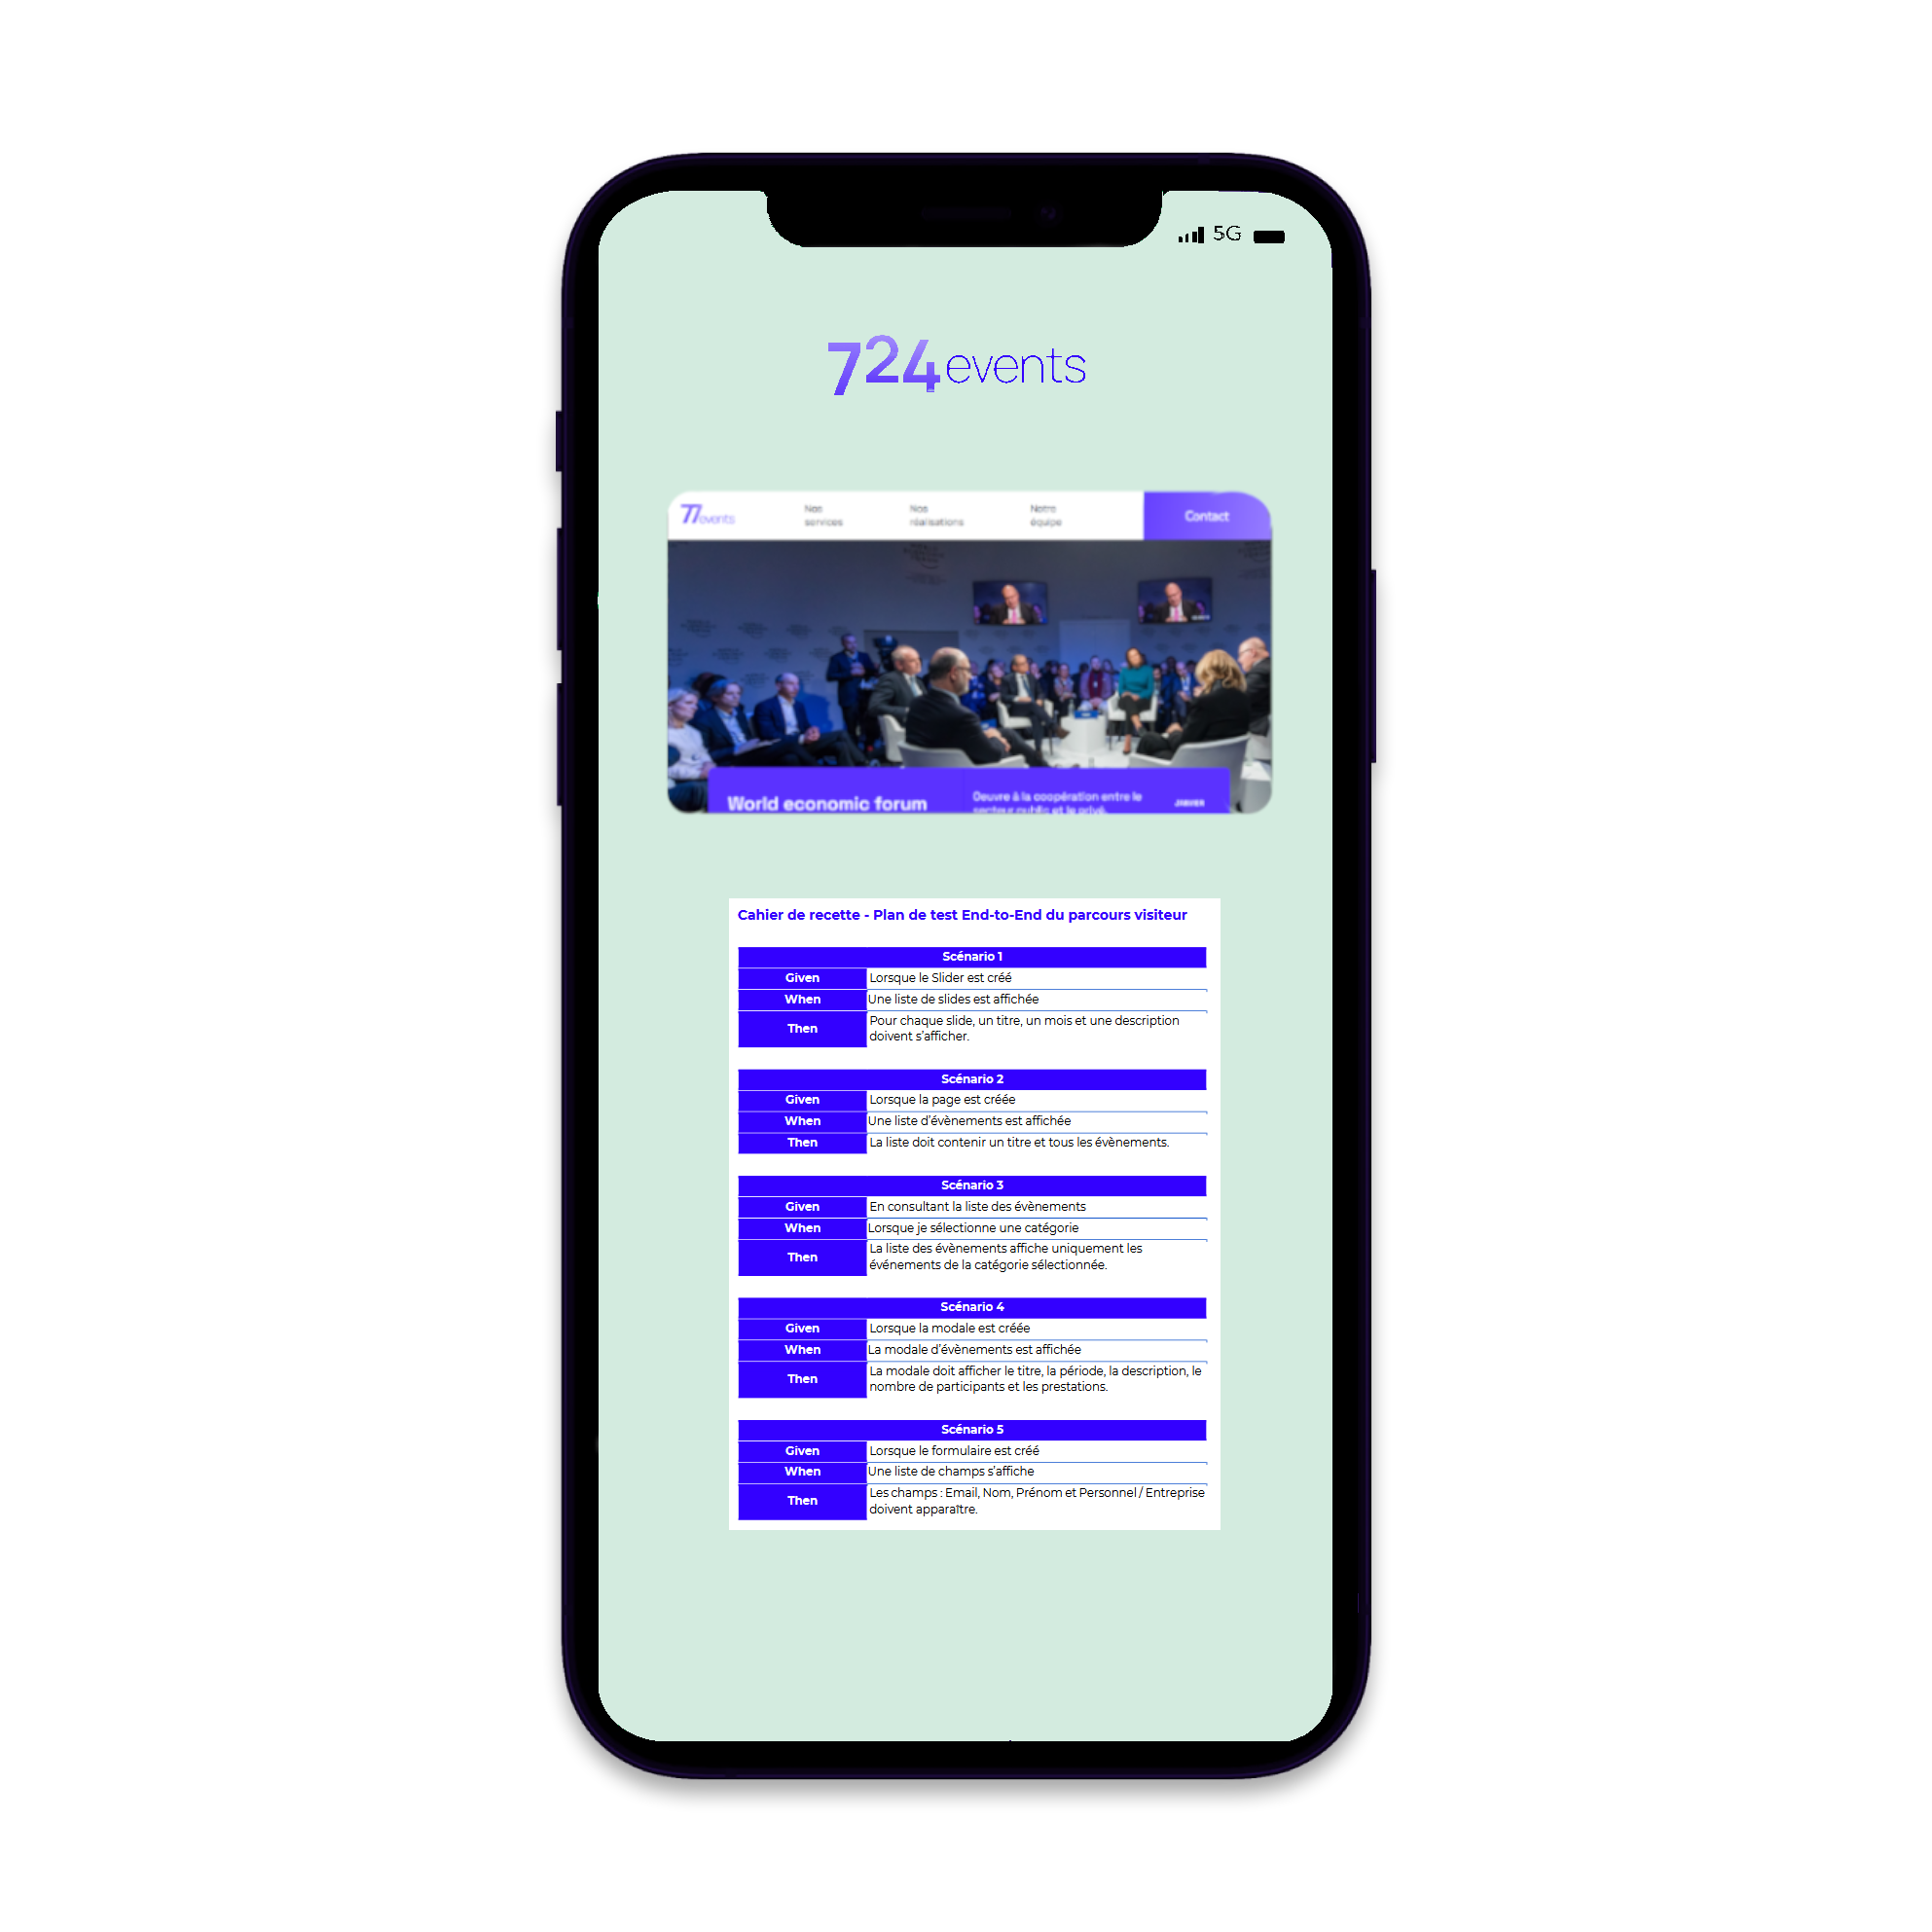 5G
724events
77events
Nos services
Nos réalisations
Notre équipe
Contact
World economic forum
Oeuvre à la coopération entre le
secteur public et le privé.
JANVIER
Cahier de recette - Plan de test End-to-End du parcours visiteur
Scénario 1
Given Lorsque le Slider est créé
When Une liste de slides est affichée
Then Pour chaque slide, un titre, un mois et une description
doivent s'afficher.
Scénario 2
Given Lorsque la page est créée
When Une liste d'évènements est affichée
Then La liste doit contenir un titre et tous les évènements.
Scénario 3
Given En consultant la liste des évènements
When Lorsque je sélectionne une catégorie
Then La liste des évènements affiche uniquement les
événements de la catégorie sélectionnée.
Scénario 4
Given Lorsque la modale est créée
When La modale d'évènements est affichée
Then La modale doit afficher le titre, la période, la description, le
nombre de participants et les prestations.
Scénario 5
Given Lorsque le formulaire est créé
When Une liste de champs s'affiche
Then Les champs : Email, Nom, Prénom et Personnel / Entreprise
doivent apparaître.